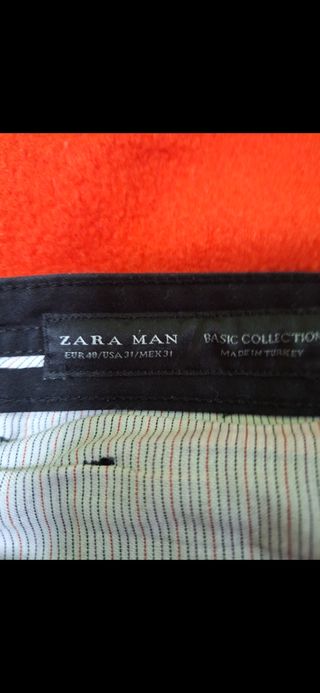 ZARA MAN
EUR 40/USA 31/MEX 31
BASIC COLLECTION
MADE IN TURKEY